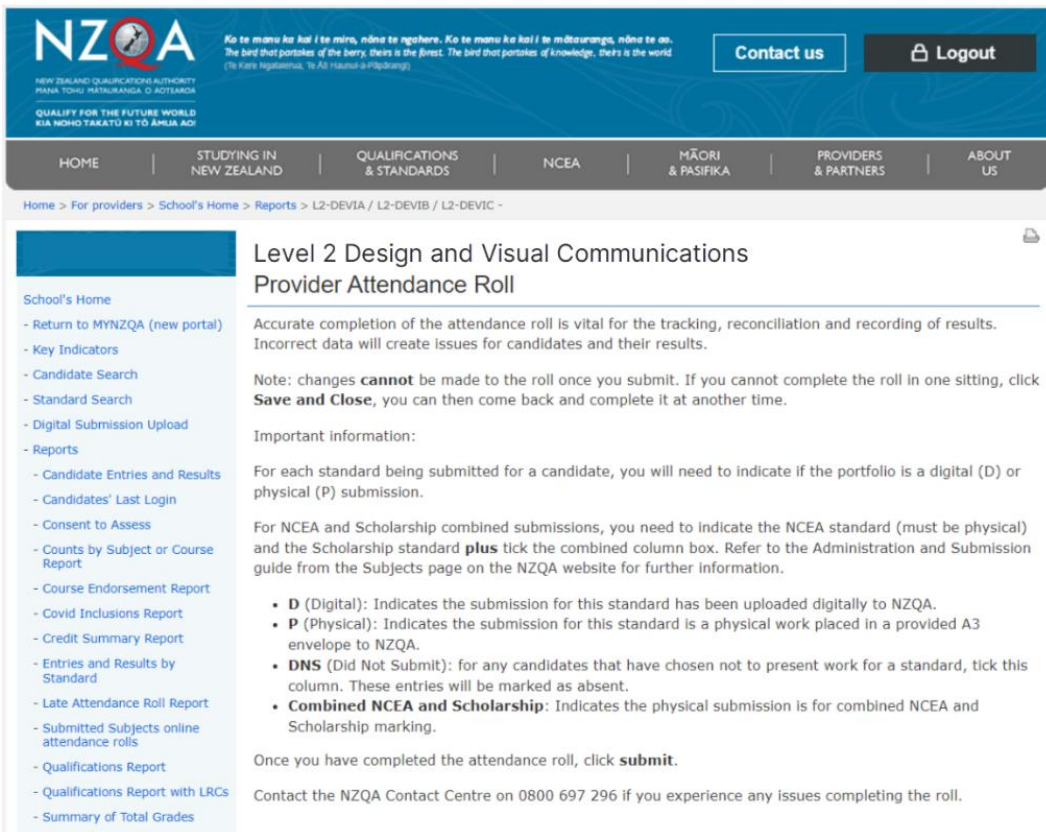 NZQA
NEW ZEALAND QUALIFICATIONS AUTHORITY
MANA TOHU MĀTAURANGA O AOTEAROA
QUALIFY FOR THE FUTURE WORLD
KIA NOHO TAKATŪ KI TŌ ĀMUA AO!
Ko te manu ka kai i te miro, nōna te ngahere. Ko te manu ka kai i te mātauranga, nōna te ao.
The bird that partakes of the berry, theirs is the forest. The bird that partakes of knowledge, theirs is the world
Contact us
Logout
HOME | STUDYING IN NEW ZEALAND | QUALIFICATIONS & STANDARDS | NCEA | MĀORI & PASIFIKA | PROVIDERS & PARTNERS | ABOUT US
Home > For providers > School's Home > Reports > L2-DEVIA / L2-DEVIB / L2-DEVIC -
School's Home
- Return to MYNZQA (new portal)
- Key Indicators
- Candidate Search
- Standard Search
- Digital Submission Upload
- Reports
- Candidate Entries and Results
- Candidates' Last Login
- Consent to Assess
- Counts by Subject or Course
Report
- Course Endorsement Report
- Covid Inclusions Report
- Credit Summary Report
- Entries and Results by
Standard
- Late Attendance Roll Report
- Submitted Subjects online
attendance rolls
- Qualifications Report
- Qualifications Report with LRCs
- Summary of Total Grades
Level 2 Design and Visual Communications
Provider Attendance Roll
Accurate completion of the attendance roll is vital for the tracking, reconciliation and recording of results.
Incorrect data will create issues for candidates and their results.
Note: changes cannot be made to the roll once you submit. If you cannot complete the roll in one sitting, click
Save and Close, you can then come back and complete it at another time.
Important information:
For each standard being submitted for a candidate, you will need to indicate if the portfolio is a digital (D) or
physical (P) submission.
For NCEA and Scholarship combined submissions, you need to indicate the NCEA standard (must be physical)
and the Scholarship standard plus tick the combined column box. Refer to the Administration and Submission
guide from the Subjects page on the NZQA website for further information.
• D (Digital): Indicates the submission for this standard has been uploaded digitally to NZQA.
• P (Physical): Indicates the submission for this standard is a physical work placed in a provided A3
envelope to NZQA.
• DNS (Did Not Submit): for any candidates that have chosen not to present work for a standard, tick this
column. These entries will be marked as absent.
• Combined NCEA and Scholarship: Indicates the physical submission is for combined NCEA and
Scholarship marking.
Once you have completed the attendance roll, click submit.
Contact the NZQA Contact Centre on 0800 697 296 if you experience any issues completing the roll.